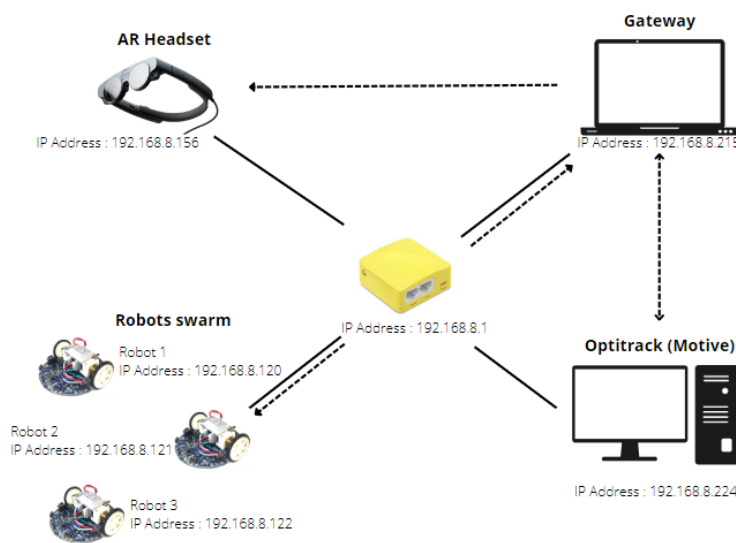 Gateway
AR Headset
IP Address : 192.168.8.156
IP Address : 192.168.8.215
IP Address : 192.168.8.1
Robots swarm
Robot 1
IP Address : 192.168.8.120
Optitrack (Motive)
Robot 2
IP Address : 192.168.8.121
IP Address : 192.168.8.224
Robot 3
IP Address : 192.168.8.122